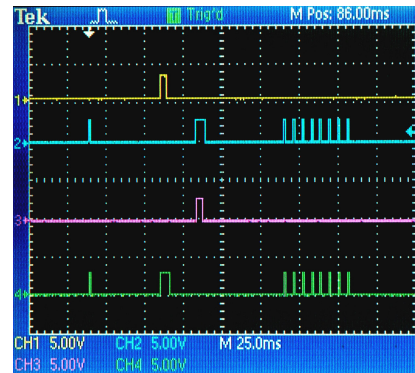 Tek Trig'd M Pos: 86.00ms
1
2
3
4
CH1 5.00V CH2 5.00V M 25.0ms
CH3 5.00V CH4 5.00V